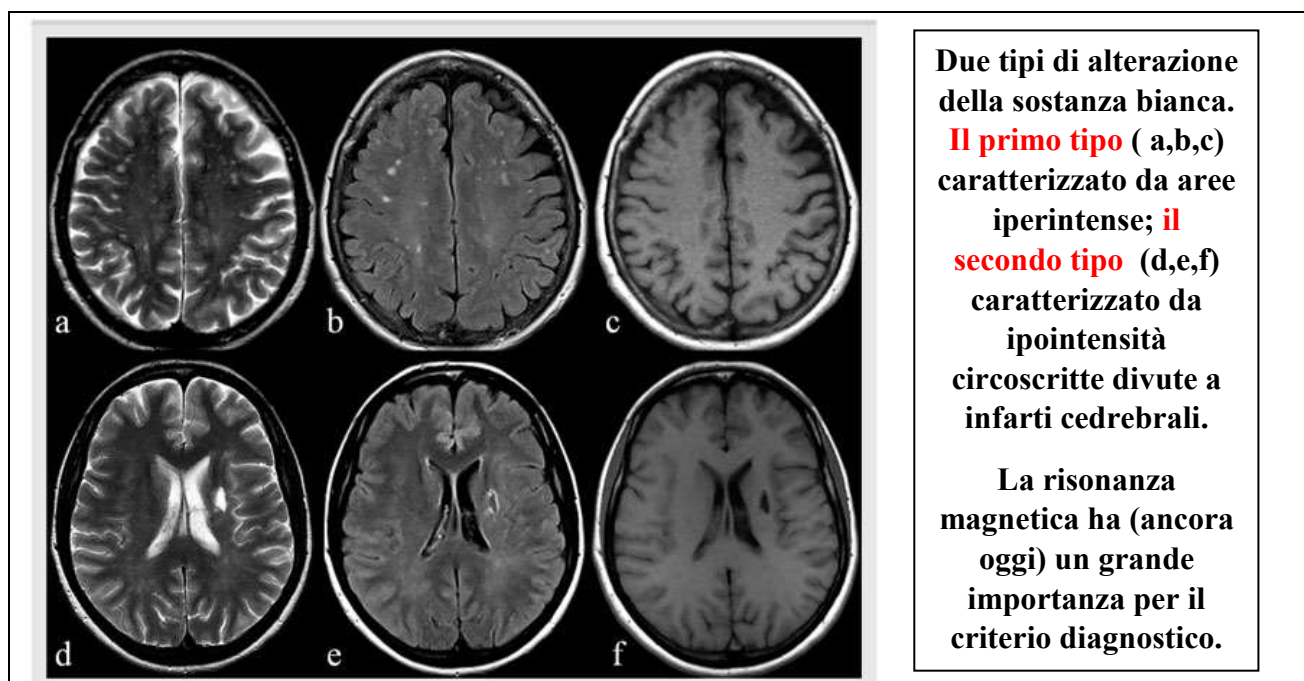 a
b
c
d
e
f
Due tipi di alterazione
della sostanza bianca.
Il primo tipo ( a,b,c)
caratterizzato da aree
iperintense; il
secondo tipo (d,e,f)
caratterizzato da
ipointensità
circoscritte divute a
infarti cedrebrali.
La risonanza
magnetica ha (ancora
oggi) un grande
importanza per il
criterio diagnostico.